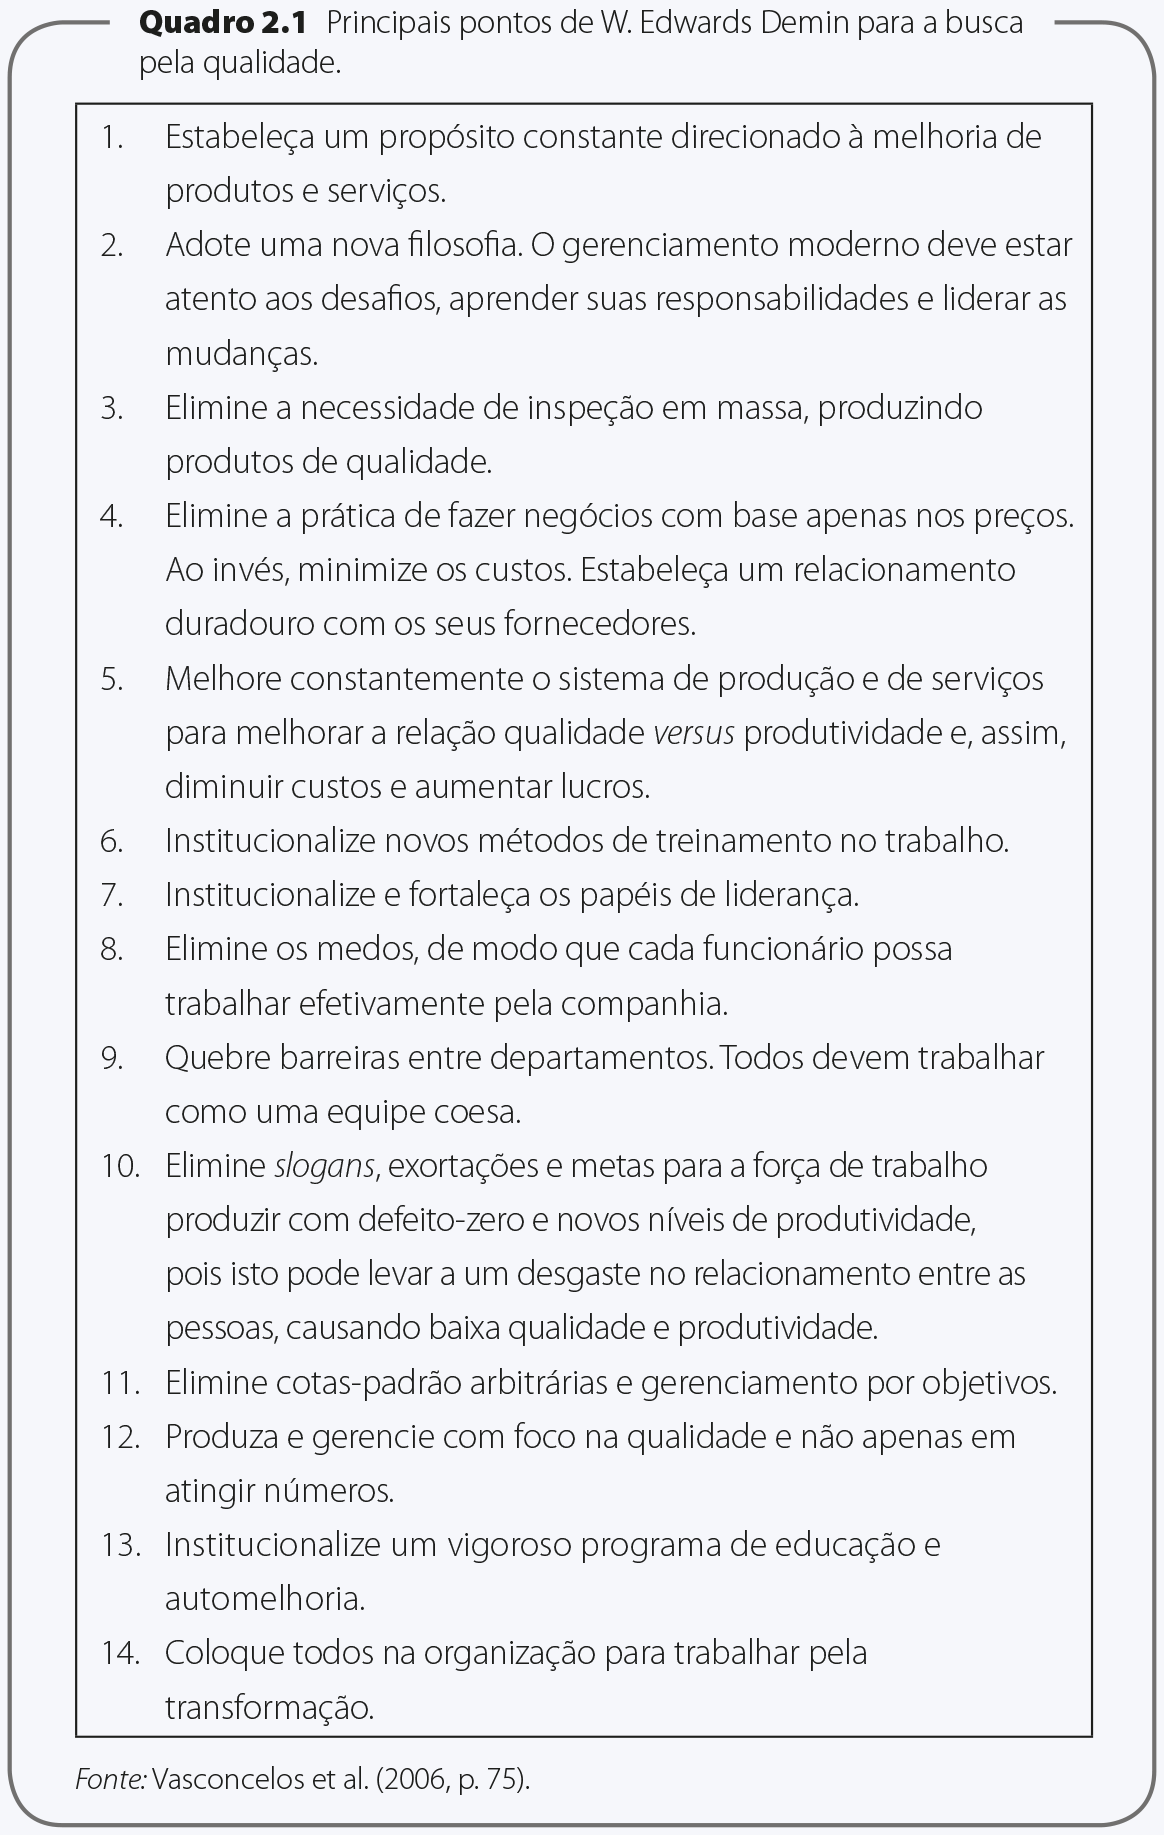 Quadro 2.1 Principais pontos de W. Edwards Demin para a busca
pela qualidade.
1. Estabeleça um propósito constante direcionado à melhoria de
produtos e serviços.
2. Adote uma nova filosofia. O gerenciamento moderno deve estar
atento aos desafios, aprender suas responsabilidades e liderar as
mudanças.
3. Elimine a necessidade de inspeção em massa, produzindo
produtos de qualidade.
4. Elimine a prática de fazer negócios com base apenas nos preços.
Ao invés, minimize os custos. Estabeleça um relacionamento
duradouro com os seus fornecedores.
5. Melhore constantemente o sistema de produção e de serviços
para melhorar a relação qualidade versus produtividade e, assim,
diminuir custos e aumentar lucros.
6. Institucionalize novos métodos de treinamento no trabalho.
7. Institucionalize e fortaleça os papéis de liderança.
8. Elimine os medos, de modo que cada funcionário possa
trabalhar efetivamente pela companhia.
9. Quebre barreiras entre departamentos. Todos devem trabalhar
como uma equipe coesa.
10. Elimine slogans, exortações e metas para a força de trabalho
produzir com defeito-zero e novos níveis de produtividade,
pois isto pode levar a um desgaste no relacionamento entre as
pessoas, causando baixa qualidade e produtividade.
11. Elimine cotas-padrão arbitrárias e gerenciamento por objetivos.
12. Produza e gerencie com foco na qualidade e não apenas em
atingir números.
13. Institucionalize um vigoroso programa de educação e
automelhoria.
14. Coloque todos na organização para trabalhar pela
transformação.
Fonte: Vasconcelos et al. (2006, p. 75).